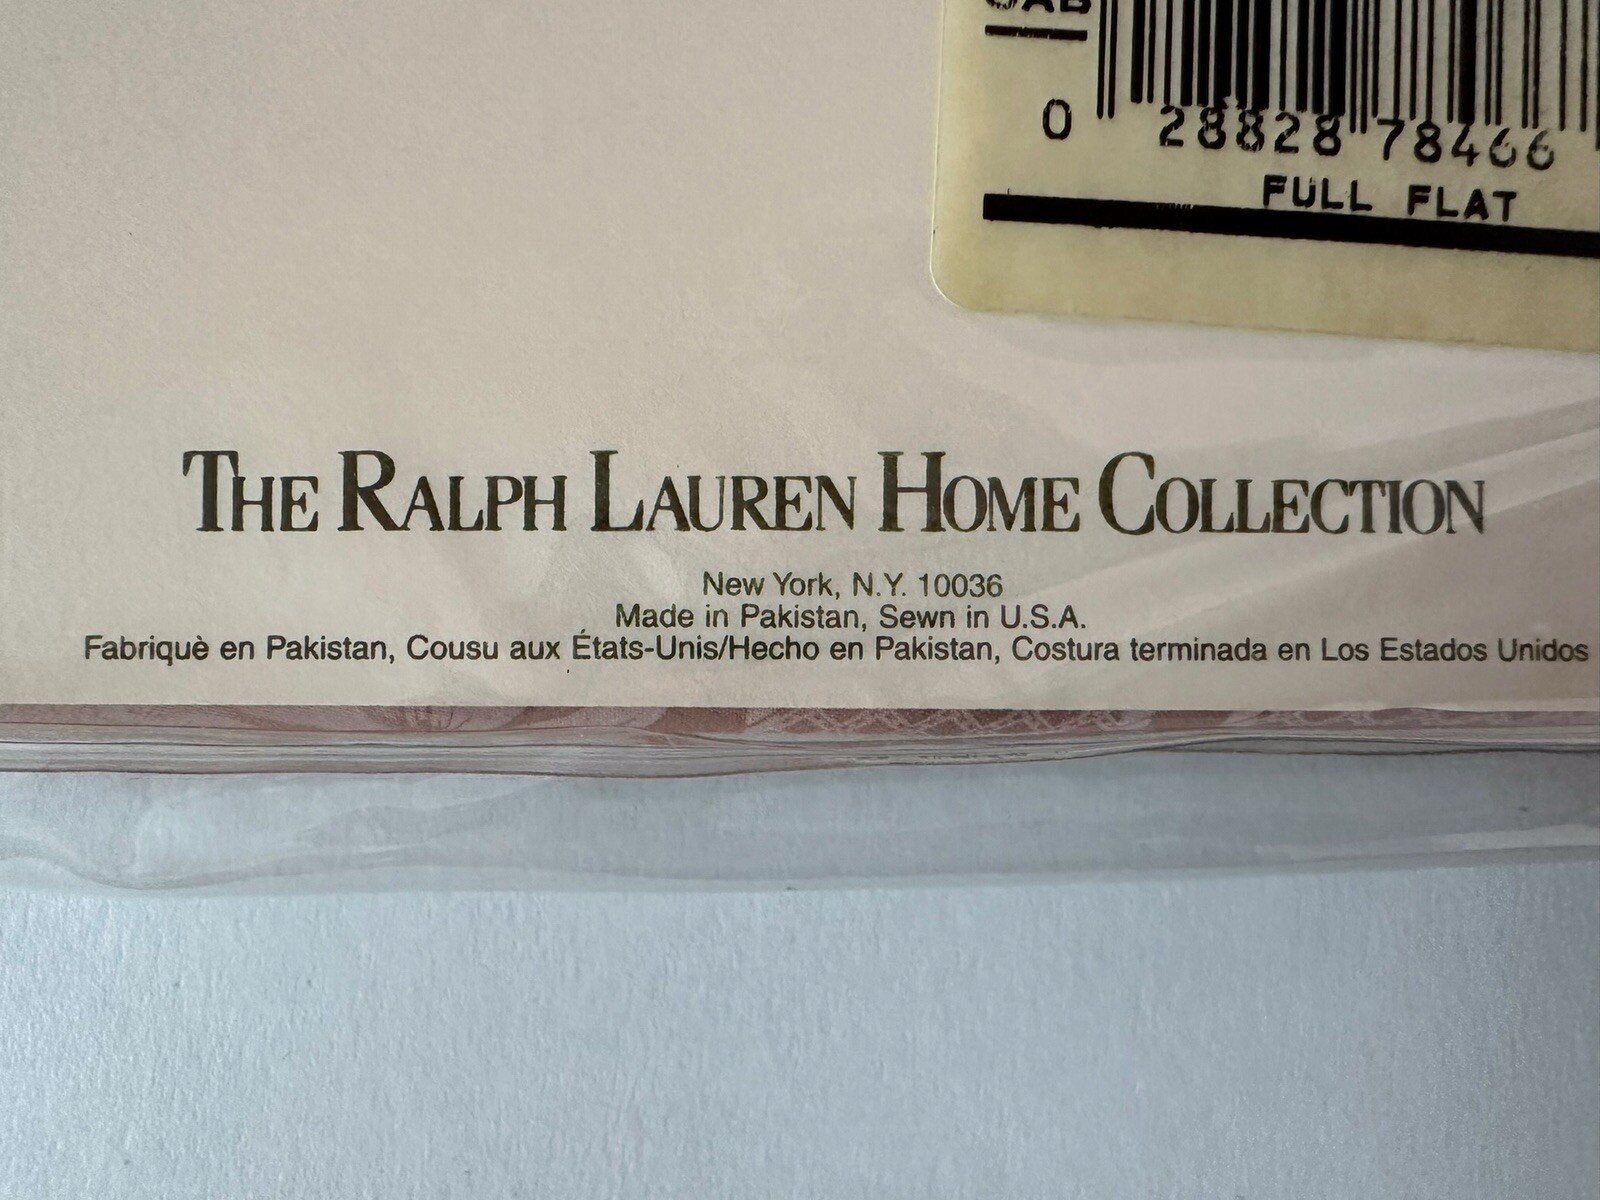 0 28828 78466
FULL FLAT
THE RALPH LAUREN HOME COLLECTION
New York, N.Y. 10036
Made in Pakistan, Sewn in U.S.A.
Fabriquè en Pakistan, Cousu aux États-Unis/Hecho en Pakistan, Costura terminada en Los Estados Unidos